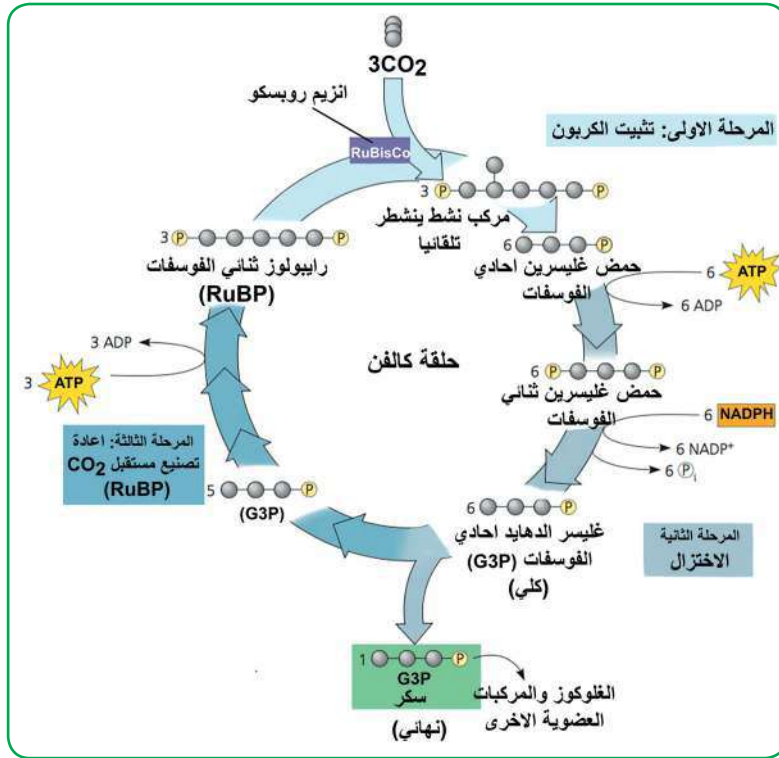 3CO2
انزيم روبسكو
RuBisCo
المرحلة الاولى: تثبيت الكربون
3 P P
مركب نشط ينشطر
تلقائيا
6 P
حمض غليسرين احادي
الفوسفات
6 ATP
6 ADP
6 P P
حمض غليسرين ثنائي
الفوسفات
6 NADPH
6 NADP+
6 Pi
6 P
غليسر الدهايد احادي
الفوسفات (G3P)
(كلي)
المرحلة الثانية
الاختزال
1 P
G3P
سكر
(نهائي)
الغلوكوز والمركبات
العضوية الاخرى
5 P
(G3P)
المرحلة الثالثة: اعادة
تصنيع مستقبل CO2
(RuBP)
3 ATP
3 ADP
3 P P
رايبولوز ثنائي الفوسفات
(RuBP)
حلقة كالفن